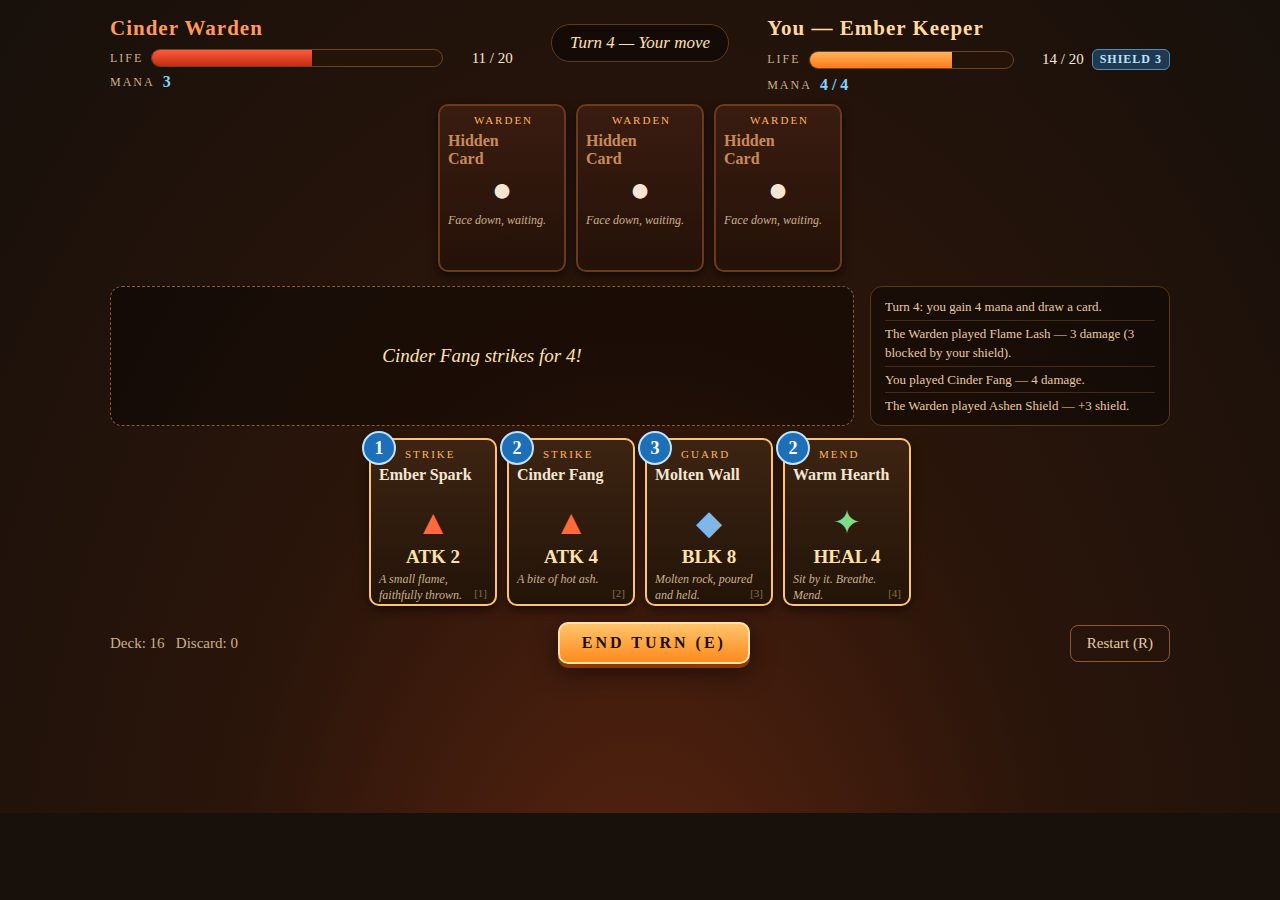 Cinder Warden
LIFE 11 / 20
MANA 3
Turn 4 — Your move
You — Ember Keeper
LIFE 14 / 20 SHIELD 3
MANA 4 / 4
WARDEN
Hidden
Card
Face down, waiting.
WARDEN
Hidden
Card
Face down, waiting.
WARDEN
Hidden
Card
Face down, waiting.
Cinder Fang strikes for 4!
Turn 4: you gain 4 mana and draw a card.
The Warden played Flame Lash — 3 damage (3
blocked by your shield).
You played Cinder Fang — 4 damage.
The Warden played Ashen Shield — +3 shield.
1 STRIKE
Ember Spark
ATK 2
A small flame,
faithfully thrown. [1]
2 STRIKE
Cinder Fang
ATK 4
A bite of hot ash.
[2]
3 GUARD
Molten Wall
BLK 8
Molten rock, poured
and held. [3]
2 MEND
Warm Hearth
HEAL 4
Sit by it. Breathe.
Mend. [4]
Deck: 16 Discard: 0
END TURN (E)
Restart (R)